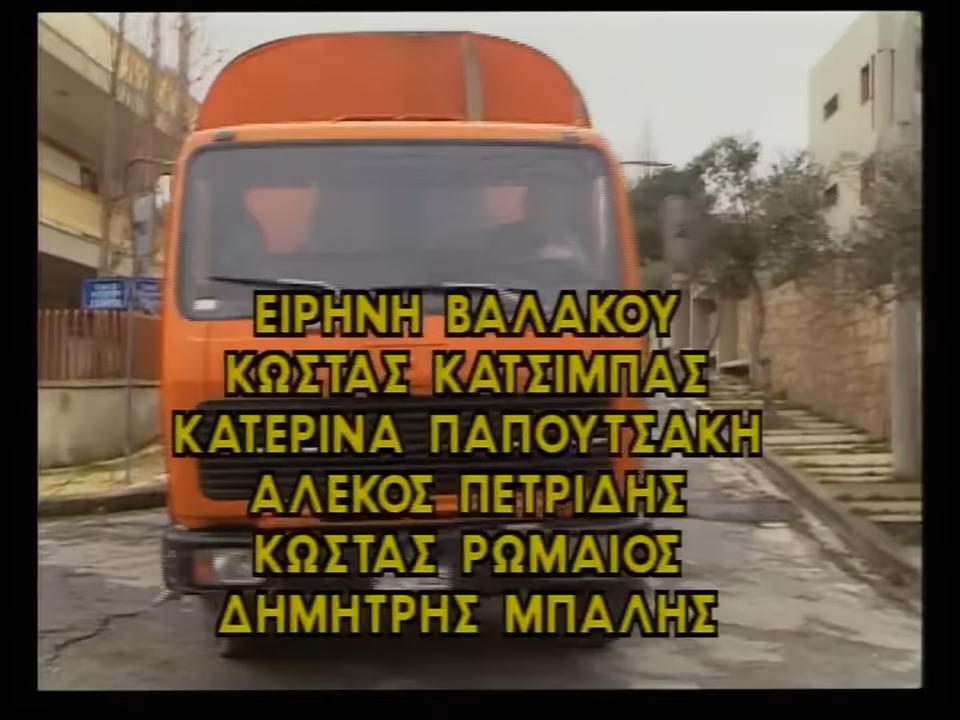 ΕΙΡΗΝΗ ΒΑΛΑΚΟΥ
ΚΩΣΤΑΣ ΚΑΤΣΙΜΠΑΣ
ΚΑΤΕΡΙΝΑ ΠΑΠΟΥΤΣΑΚΗ
ΑΛΕΚΟΣ ΠΕΤΡΙΔΗΣ
ΚΩΣΤΑΣ ΡΩΜΑΙΟΣ
ΔΗΜΗΤΡΗΣ ΜΠΑΛΗΣ